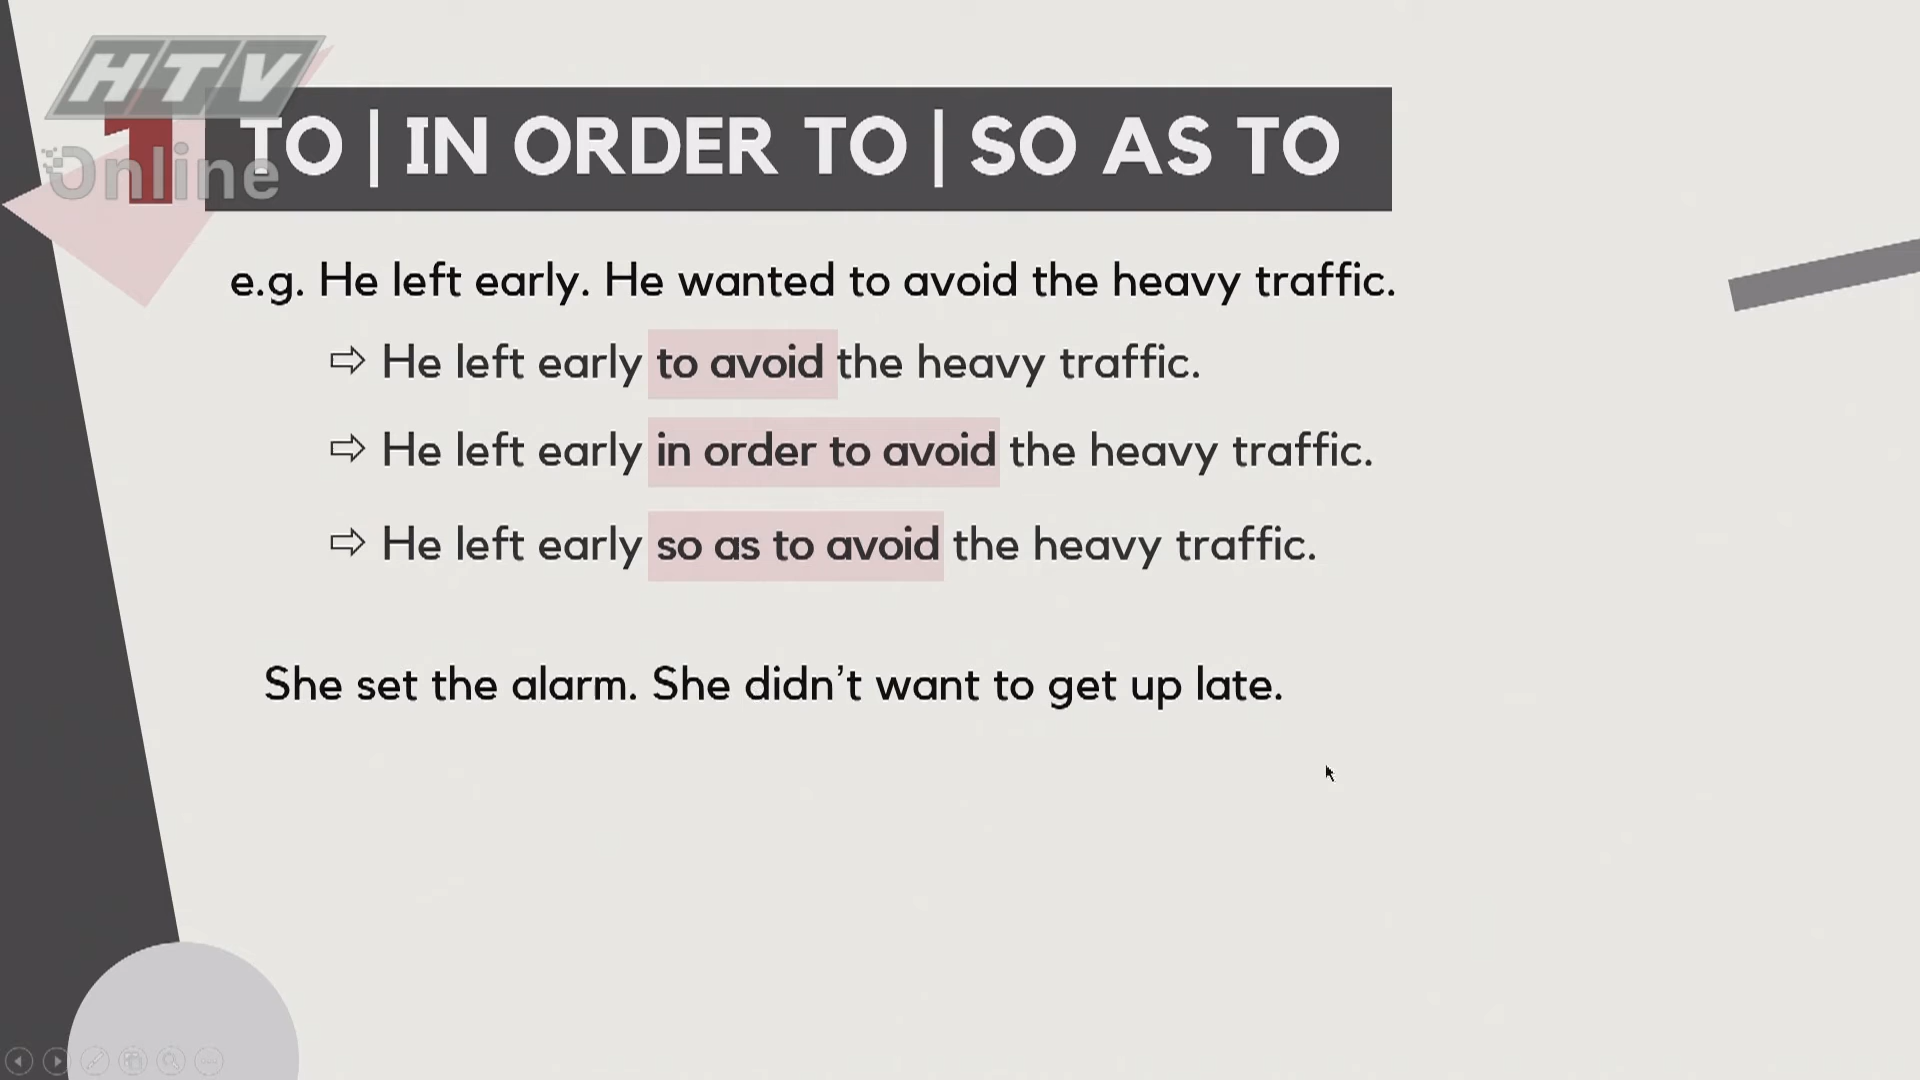 HTV
Online
1
TO | IN ORDER TO | SO AS TO
e.g. He left early. He wanted to avoid the heavy traffic.
⇨ He left early to avoid the heavy traffic.
⇨ He left early in order to avoid the heavy traffic.
⇨ He left early so as to avoid the heavy traffic.
She set the alarm. She didn’t want to get up late.